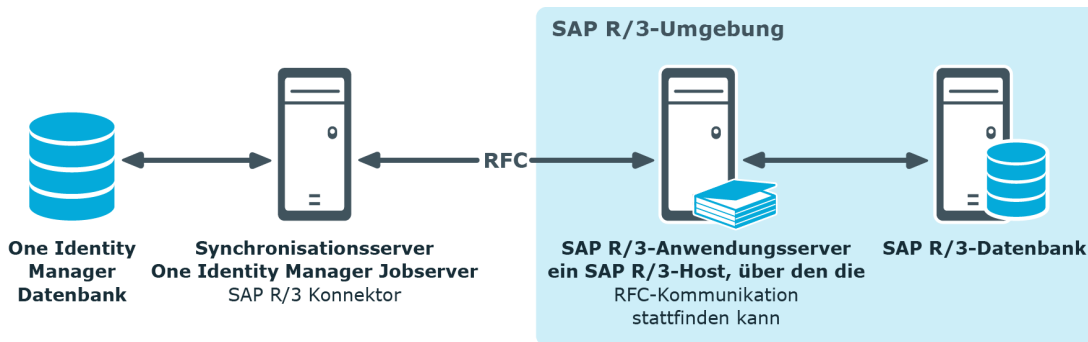 SAP R/3-Umgebung
RFC
One Identity
Manager
Datenbank
Synchronisationsserver
One Identity Manager Jobserver
SAP R/3 Konnektor
SAP R/3-Anwendungsserver
ein SAP R/3-Host, über den die
RFC-Kommunikation
stattfinden kann
SAP R/3-Datenbank